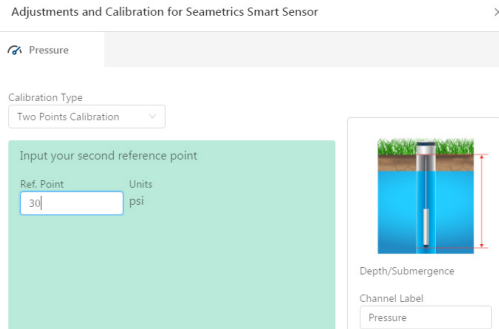 Adjustments and Calibration for Seametrics Smart Sensor
Pressure
Calibration Type
Two Points Calibration
Input your second reference point
Ref. Point Units
30 psi
Depth/Submergence
Channel Label
Pressure